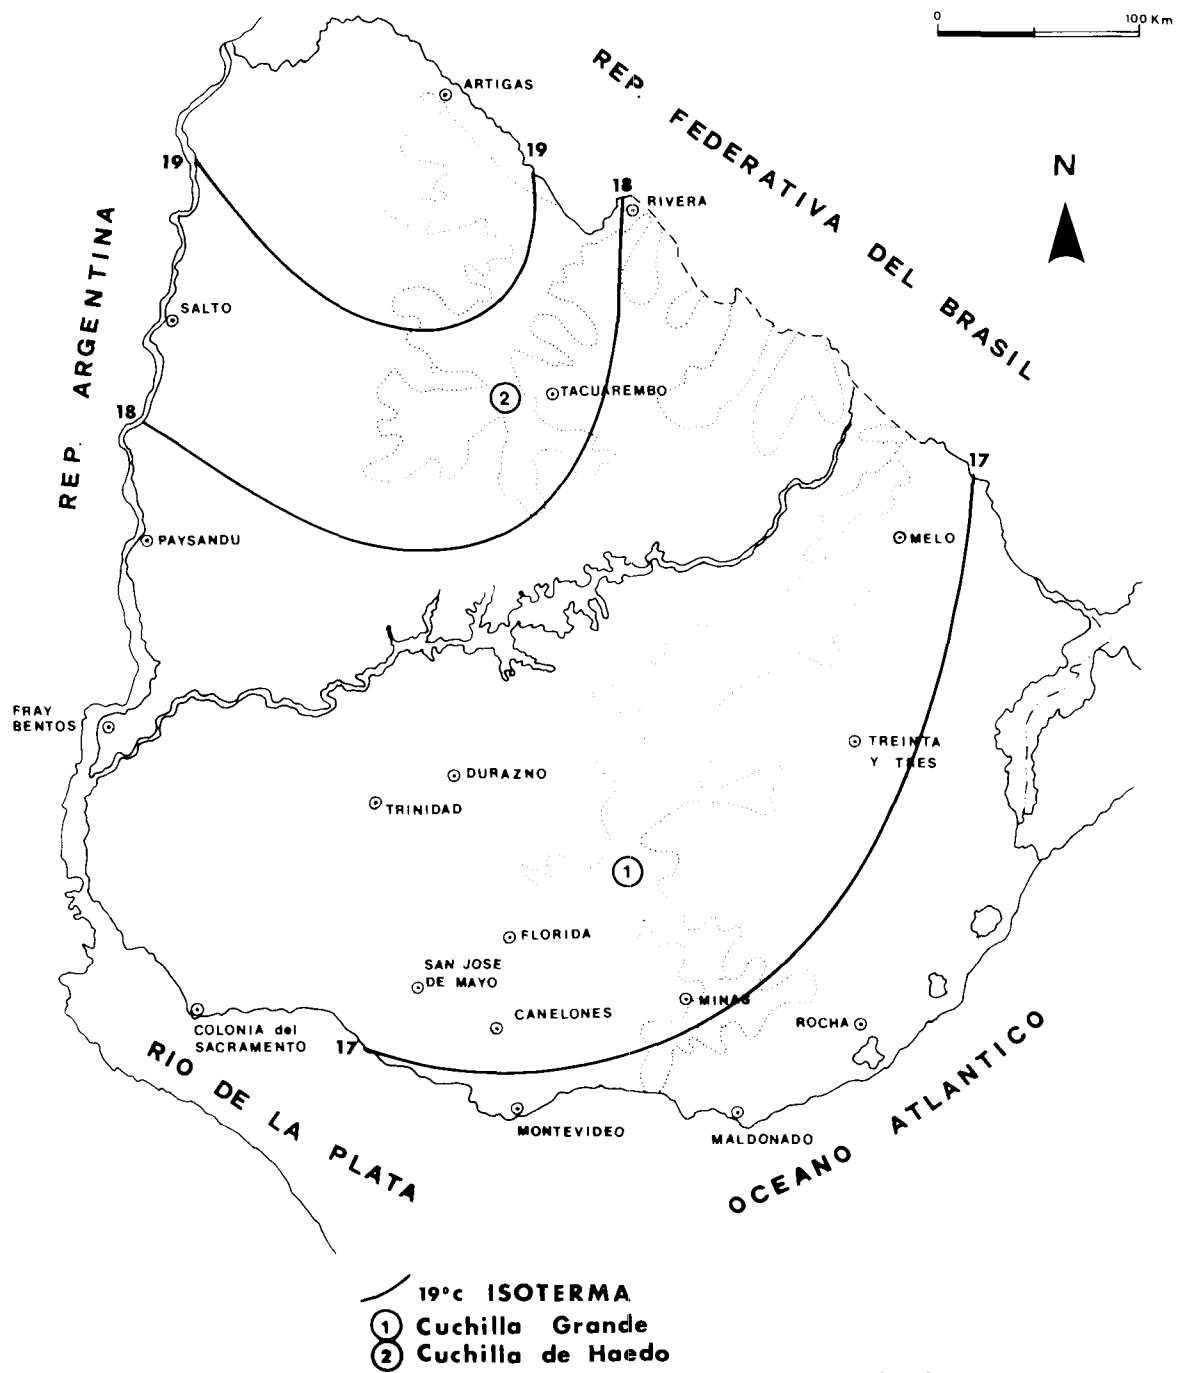 0 100 Km
REP. FEDERATIVA DEL BRASIL
ARTIGAS
19
19
N
18
RIVERA
REP. ARGENTINA
SALTO
2
TACUAREMBO
18
17
PAYSANDU
MELO
FRAY
BENTOS
TREINTA
Y TRES
DURAZNO
TRINIDAD
1
FLORIDA
SAN JOSE
DE MAYO
MINAS
CANELONES
ROCHA
COLONIA del
SACRAMENTO
17
RIO DE LA PLATA
MONTEVIDEO
MALDONADO
OCEANO ATLANTICO
19°c ISOTERMA
1 Cuchilla Grande
2 Cuchilla de Haedo